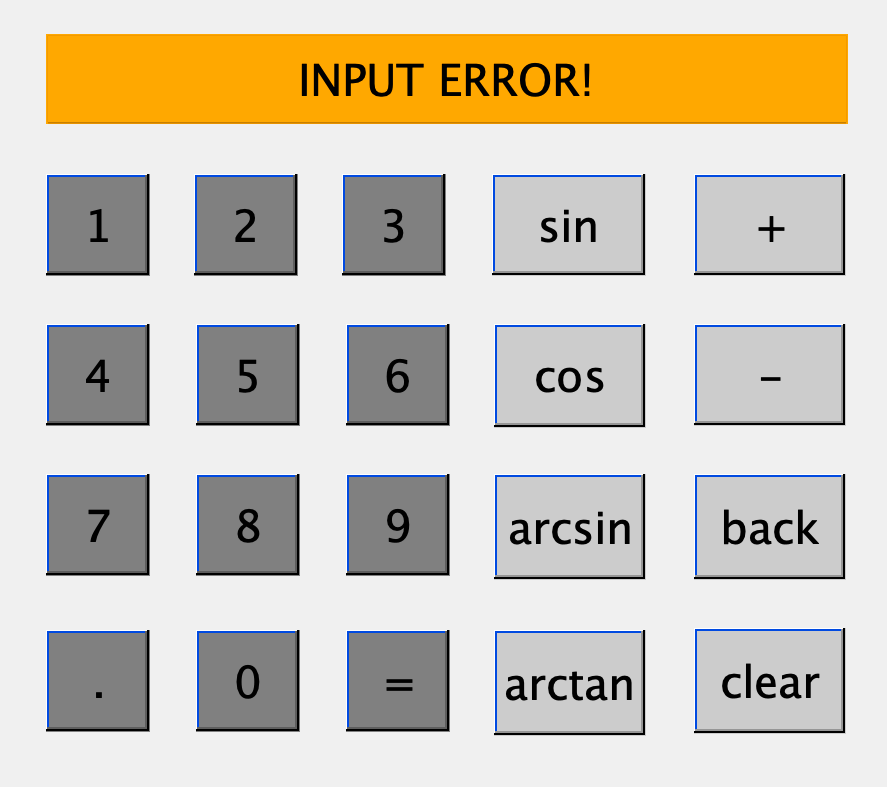 INPUT ERROR!
1 2 3 sin +
4 5 6 cos -
7 8 9 arcsin back
. 0 = arctan clear